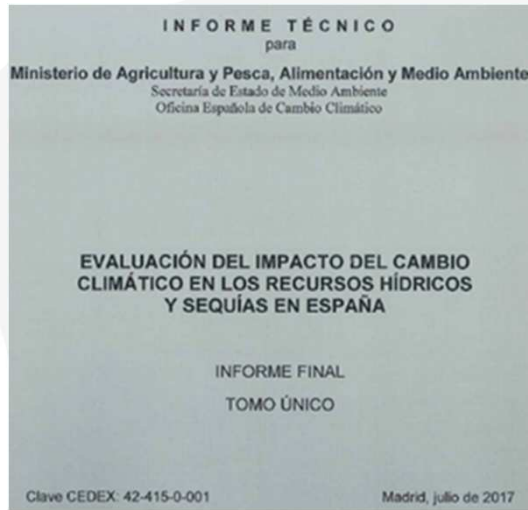 INFORME TÉCNICO
para
Ministerio de Agricultura y Pesca, Alimentación y Medio Ambiente
Secretaría de Estado de Medio Ambiente
Oficina Española de Cambio Climático
EVALUACIÓN DEL IMPACTO DEL CAMBIO
CLIMÁTICO EN LOS RECURSOS HÍDRICOS
Y SEQUÍAS EN ESPAÑA
INFORME FINAL
TOMO ÚNICO
Clave CEDEX: 42-415-0-001
Madrid, julio de 2017